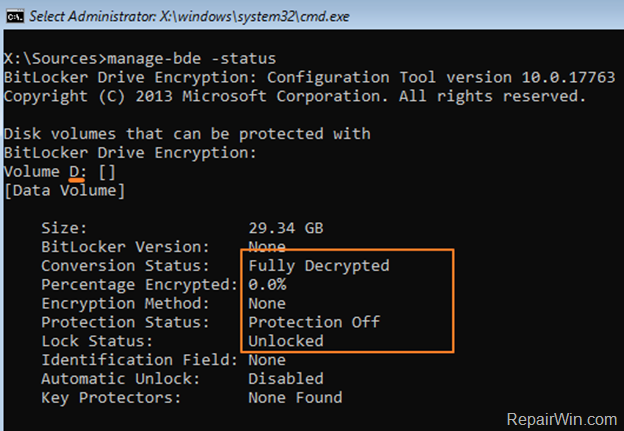 Select Administrator: X:\windows\system32\cmd.exe
X:\Sources>manage-bde -status
BitLocker Drive Encryption: Configuration Tool version 10.0.17763
Copyright (C) 2013 Microsoft Corporation. All rights reserved.
Disk volumes that can be protected with
BitLocker Drive Encryption:
Volume D: []
[Data Volume]
Size: 29.34 GB
BitLocker Version: None
Conversion Status: Fully Decrypted
Percentage Encrypted: 0.0%
Encryption Method: None
Protection Status: Protection Off
Lock Status: Unlocked
Identification Field: None
Automatic Unlock: Disabled
Key Protectors: None Found
RepairWin.com